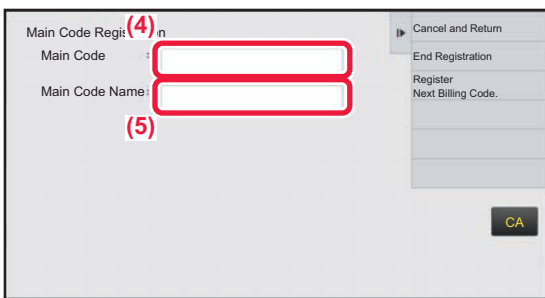 Main Code Regis (4) n
Main Code :
Main Code Name:
(5)
Cancel and Return
End Registration
Register
Next Billing Code.
CA